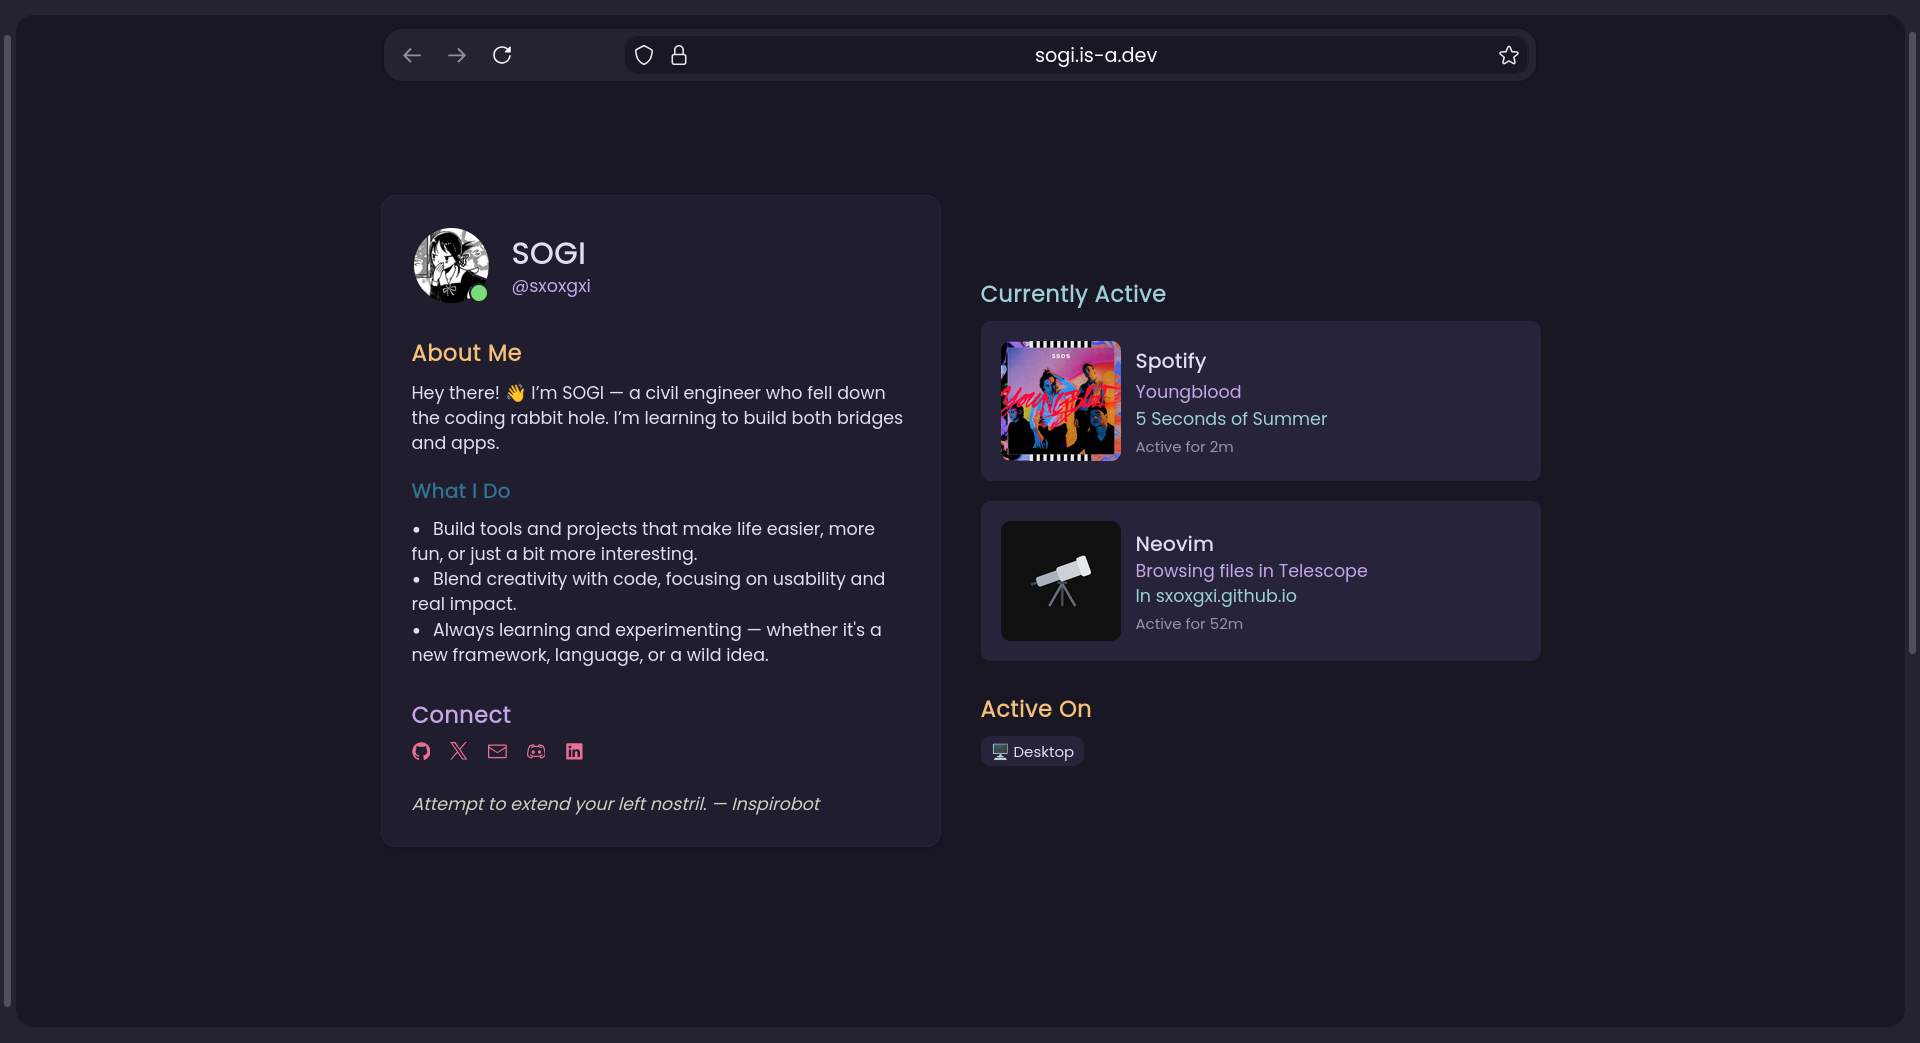 sogi.is-a.dev
SOGI
@sxoxgxi
About Me
Hey there! 👋 I’m SOGI — a civil engineer who fell down
the coding rabbit hole. I’m learning to build both bridges
and apps.
What I Do
• Build tools and projects that make life easier, more
fun, or just a bit more interesting.
• Blend creativity with code, focusing on usability and
real impact.
• Always learning and experimenting — whether it's a
new framework, language, or a wild idea.
Connect
Attempt to extend your left nostril. — Inspirobot
Currently Active
5SOS
Youngblood
Spotify
Youngblood
5 Seconds of Summer
Active for 2m
Neovim
Browsing files in Telescope
In sxoxgxi.github.io
Active for 52m
Active On
🖥️ Desktop